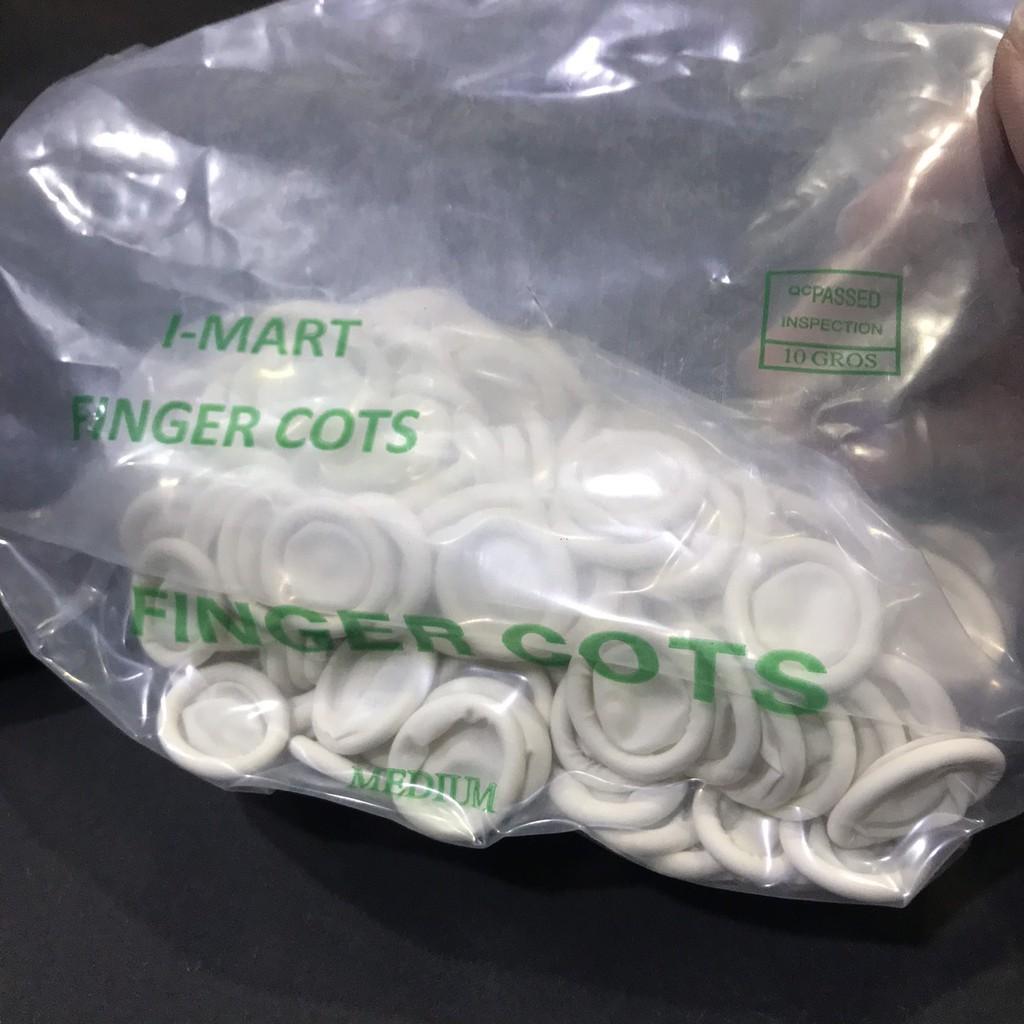 I-MART
FINGER COTS
QC PASSED
INSPECTION
10 GROS
FINGER COTS
MEDIUM